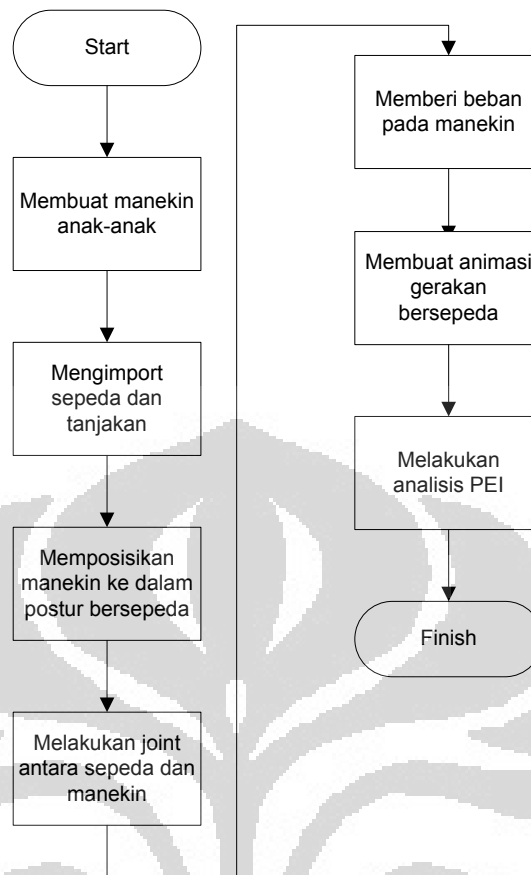 Start
Membuat manekin
anak-anak
Mengimport
sepeda dan
tanjakan
Memposisikan
manekin ke dalam
postur bersepeda
Melakukan joint
antara sepeda dan
manekin
Memberi beban
pada manekin
Membuat animasi
gerakan
bersepeda
Melakukan
analisis PEI
Finish